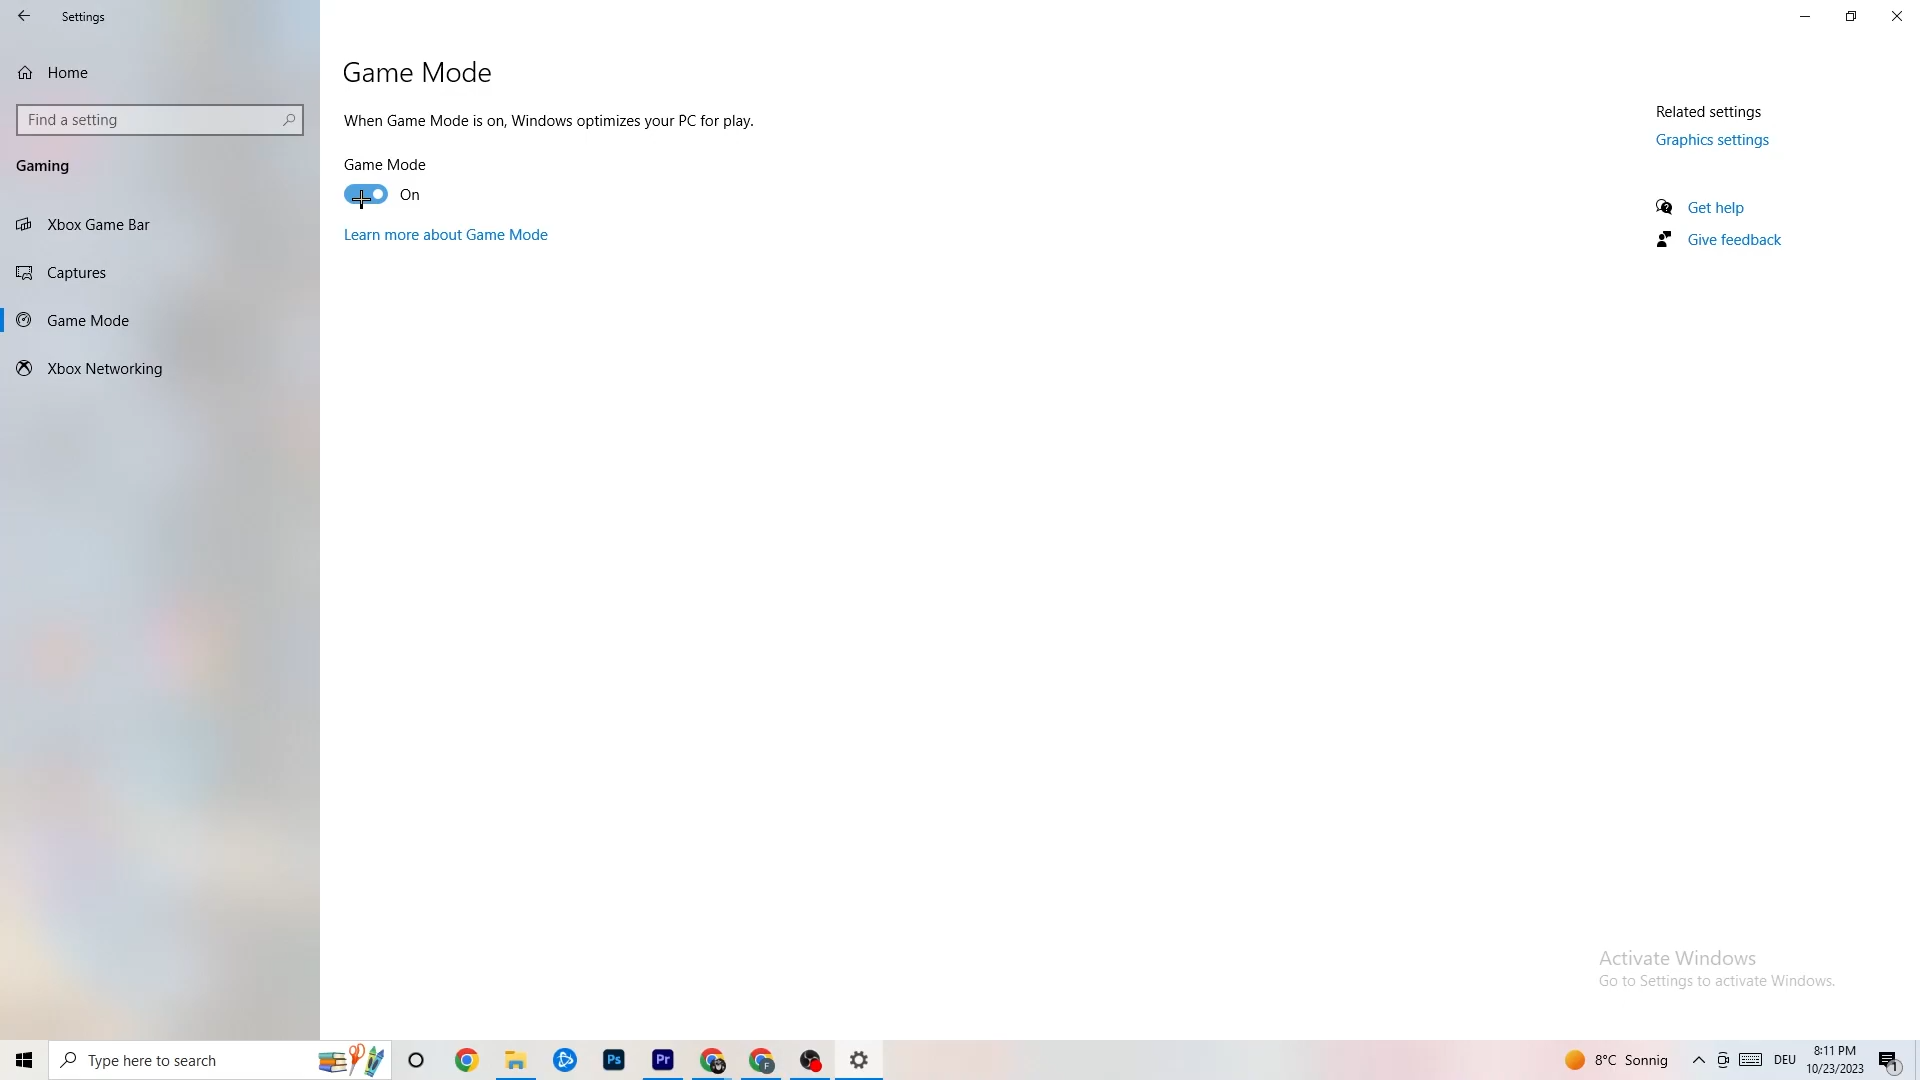 Settings
Home
Find a setting
Gaming
Xbox Game Bar
Captures
Game Mode
Xbox Networking
Game Mode
When Game Mode is on, Windows optimizes your PC for play.
Game Mode
On
Learn more about Game Mode
Related settings
Graphics settings
Get help
Give feedback
Activate Windows
Go to Settings to activate Windows.
Type here to search
Ps
Pr
F
8°C Sonnig
DEU
8:11 PM
10/23/2023
1